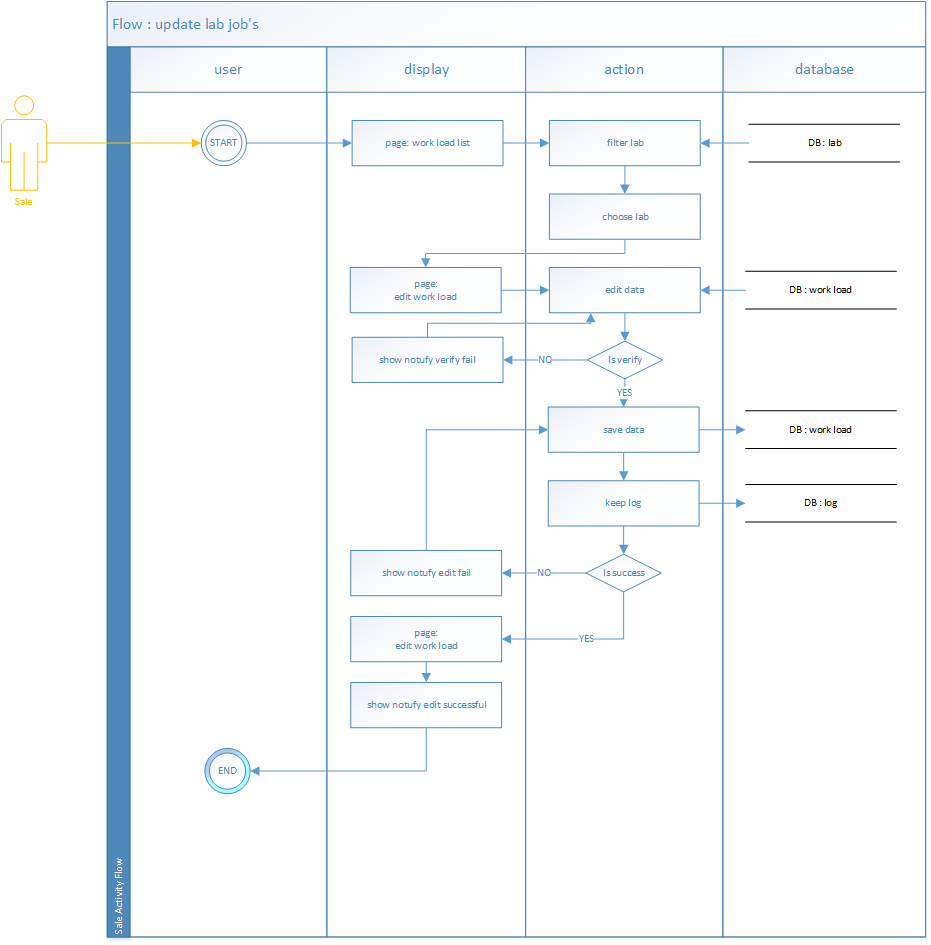 Flow : update lab job's
user
display
action
database
Sale
START
page: work load list
filter lab
DB : lab
choose lab
page:
edit work load
edit data
DB : work load
show notufy verify fail
NO
Is verify
YES
save data
DB : work load
keep log
DB : log
show notufy edit fail
NO
Is success
page:
edit work load
YES
show notufy edit successful
END
Sale Activity Flow